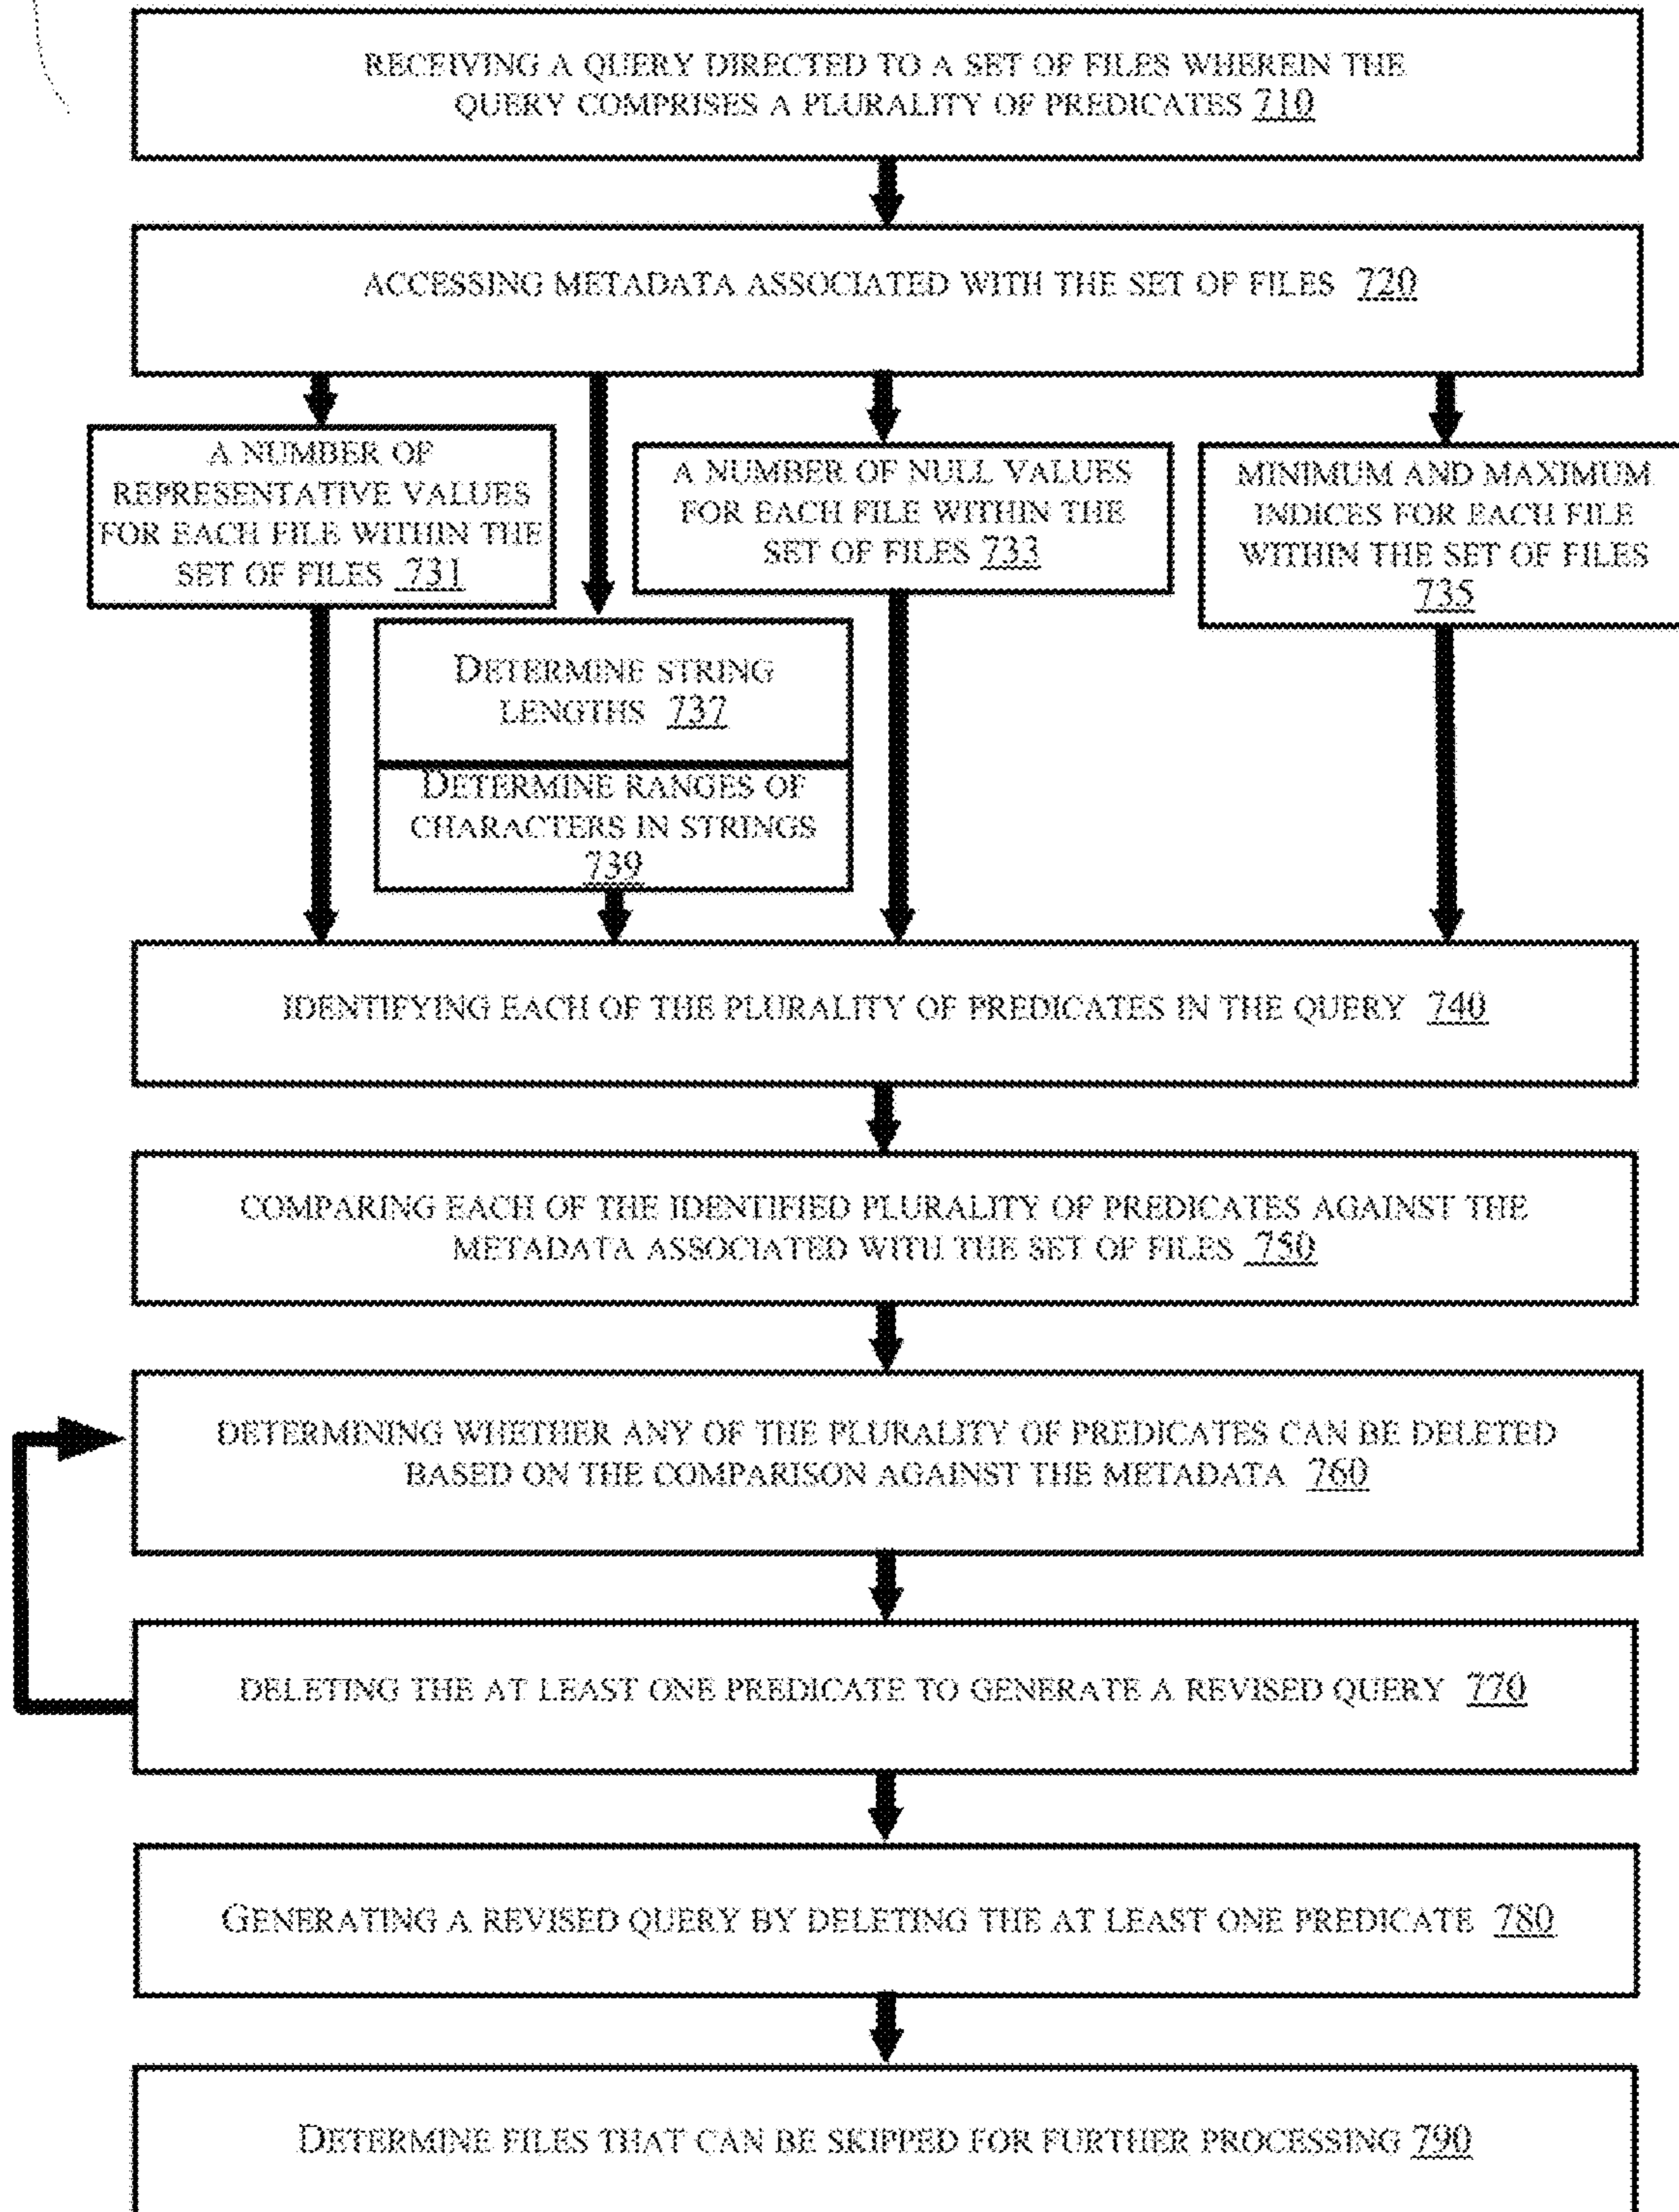 RECEIVING A QUERY DIRECTED TO A SET OF FILES WHEREIN THE
QUERY COMPRISES A PLURALITY OF PREDICATES 710
ACCESSING METADATA ASSOCIATED WITH THE SET OF FILES 720
A NUMBER OF
REPRESENTATIVE VALUES
FOR EACH FILE WITHIN THE
SET OF FILES 731
A NUMBER OF NULL VALUES
FOR EACH FILE WITHIN THE
SET OF FILES 733
MINIMUM AND MAXIMUM
INDICES FOR EACH FILE
WITHIN THE SET OF FILES
735
DETERMINE STRING
LENGTHS 737
DETERMINE RANGES OF
CHARACTERS IN STRINGS
739
IDENTIFYING EACH OF THE PLURALITY OF PREDICATES IN THE QUERY 740
COMPARING EACH OF THE IDENTIFIED PLURALITY OF PREDICATES AGAINST THE
METADATA ASSOCIATED WITH THE SET OF FILES 750
DETERMINING WHETHER ANY OF THE PLURALITY OF PREDICATES CAN BE DELETED
BASED ON THE COMPARISON AGAINST THE METADATA 760
DELETING THE AT LEAST ONE PREDICATE TO GENERATE A REVISED QUERY 770
GENERATING A REVISED QUERY BY DELETING THE AT LEAST ONE PREDICATE 780
DETERMINE FILES THAT CAN BE SKIPPED FOR FURTHER PROCESSING 790